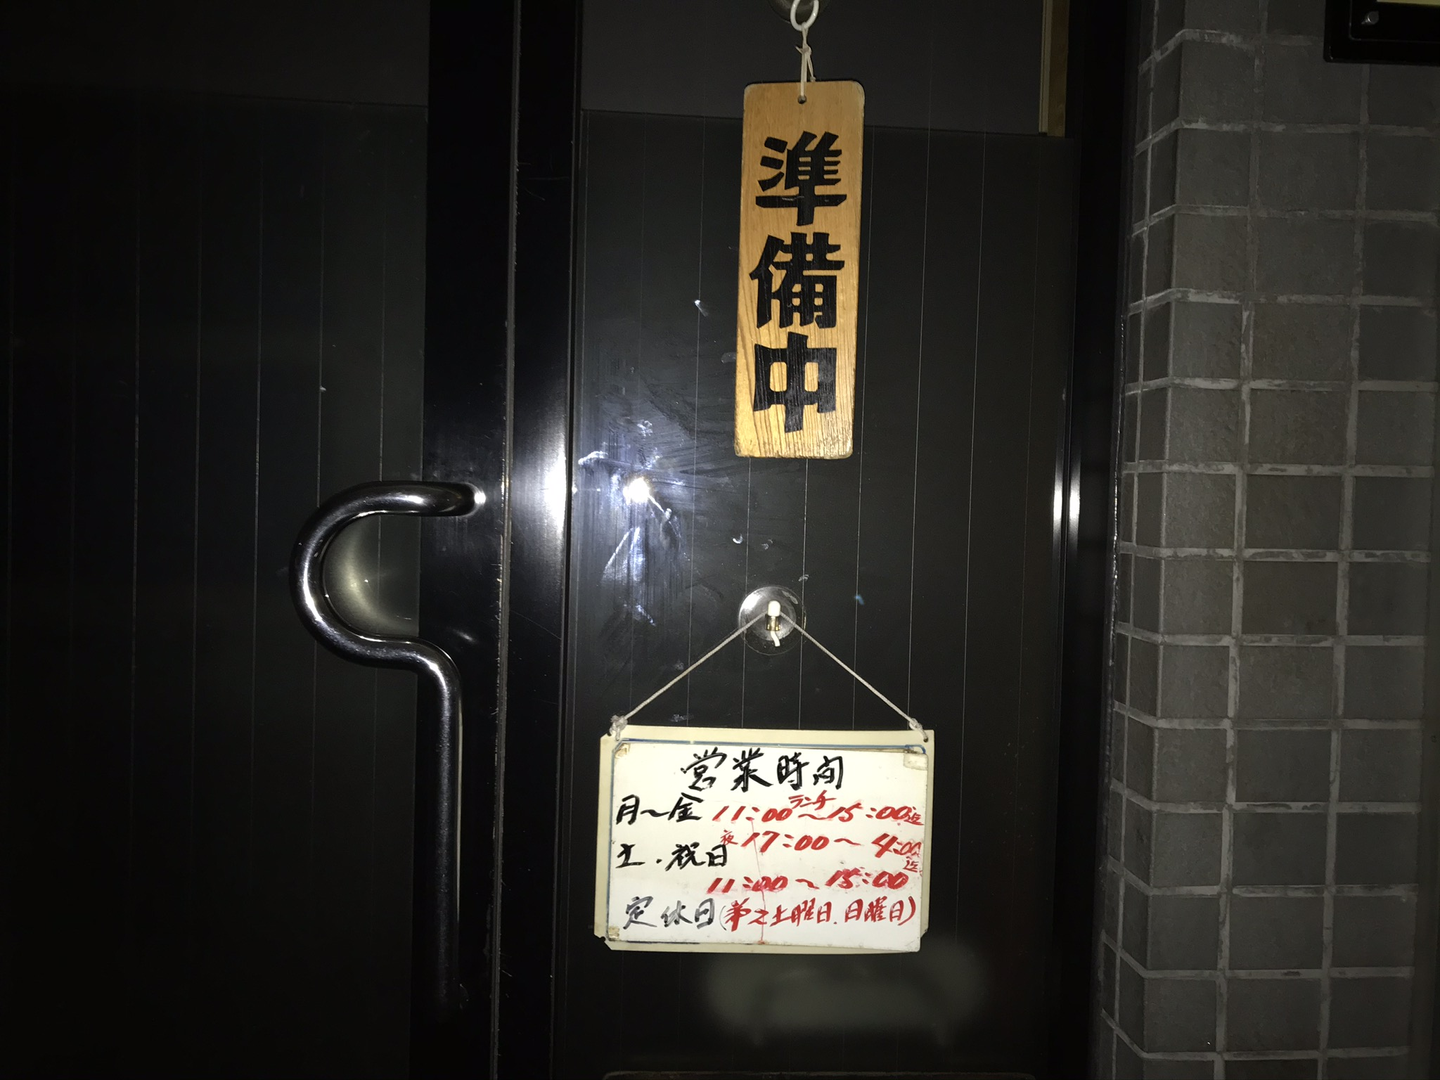 準備中
営業時間
ランチ
月～金 11:00～15:00迄
夜17:00～4:00迄
土・祝日
11:00～15:00
定休日(第2土曜日.日曜日)